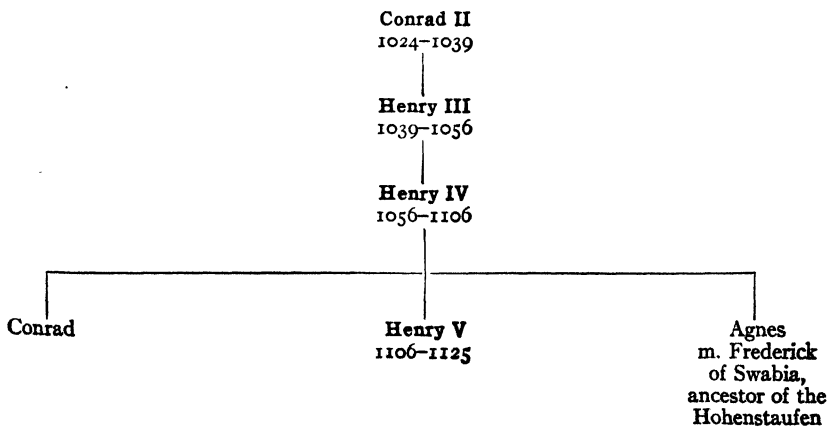 Conrad II
1024–1039
Henry III
1039–1056
Henry IV
1056–1106
Conrad
Henry V
1106–1125
Agnes
m. Frederick
of Swabia,
ancestor of the
Hohenstaufen